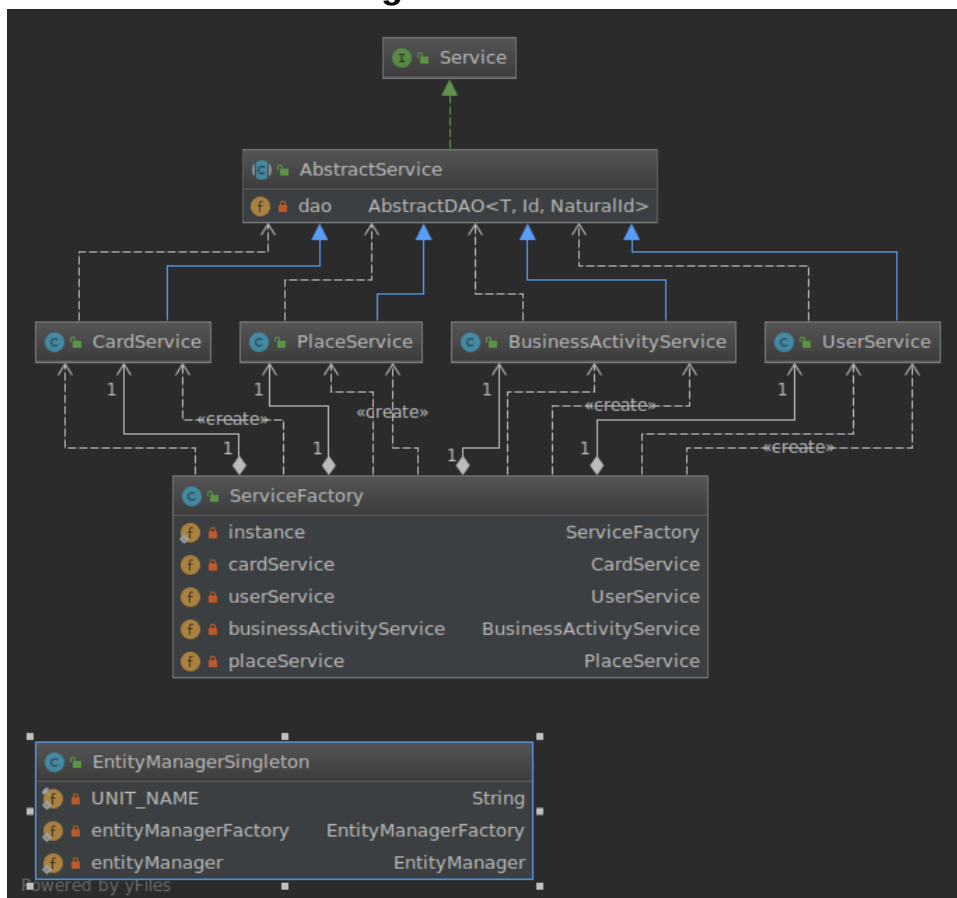 g
Service
AbstractService
dao AbstractDAO<T, Id, NaturalId>
CardService PlaceService BusinessActivityService UserService
1 1 1 1
«create» «create» «create»
1 1 1 1 «create»
ServiceFactory
instance ServiceFactory
cardService CardService
userService UserService
businessActivityService BusinessActivityService
placeService PlaceService
EntityManagerSingleton
UNIT_NAME String
entityManagerFactory EntityManagerFactory
entityManager EntityManager
Powered by yFiles